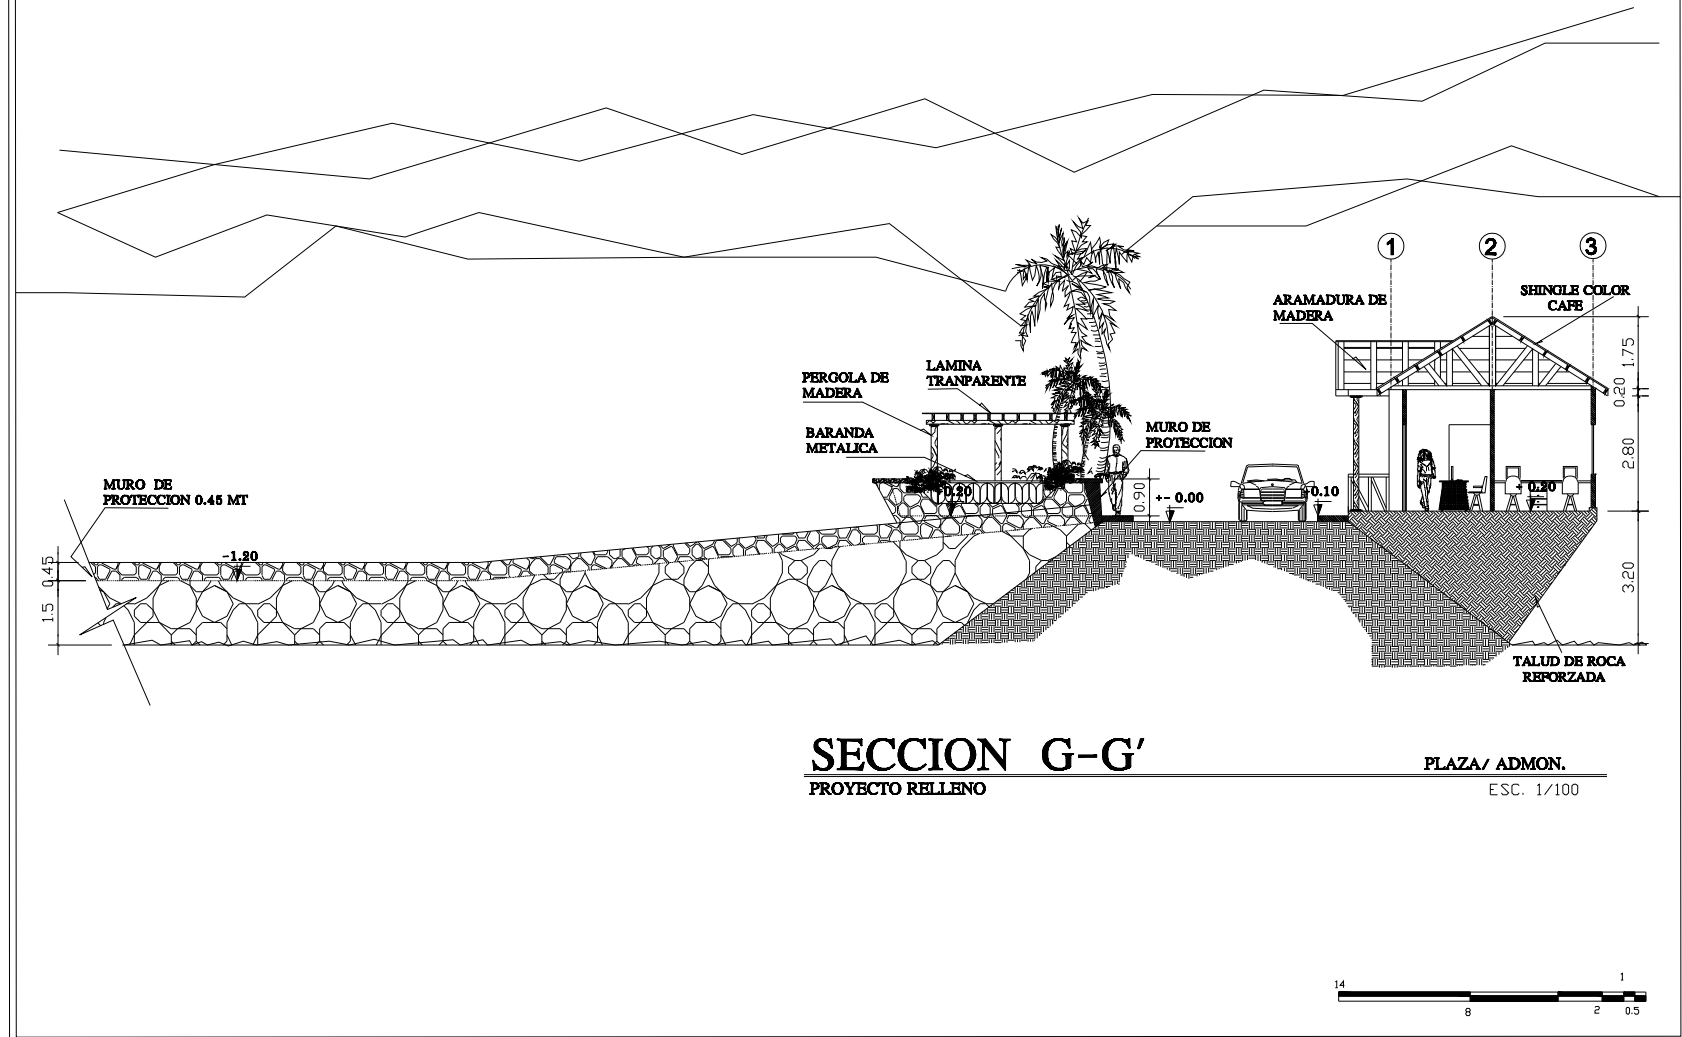 1
2
3
SHINGLE COLOR
CAFE
ARAMADURA DE
MADERA
1.75
0.20
2.80
3.20
LAMINA
TRANPARENTE
PERGOLA DE
MADERA
BARANDA
METALICA
MURO DE
PROTECCION
0.90
+- 0.00
+0.20
+0.10
+ 0.20
MURO DE
PROTECCION 0.45 MT
-1.20
0.45
1.5
TALUD DE ROCA
REFORZADA
SECCION G-G'
PLAZA/ ADMON.
PROYECTO RELLENO
ESC. 1/100
14
1
8
2
0.5